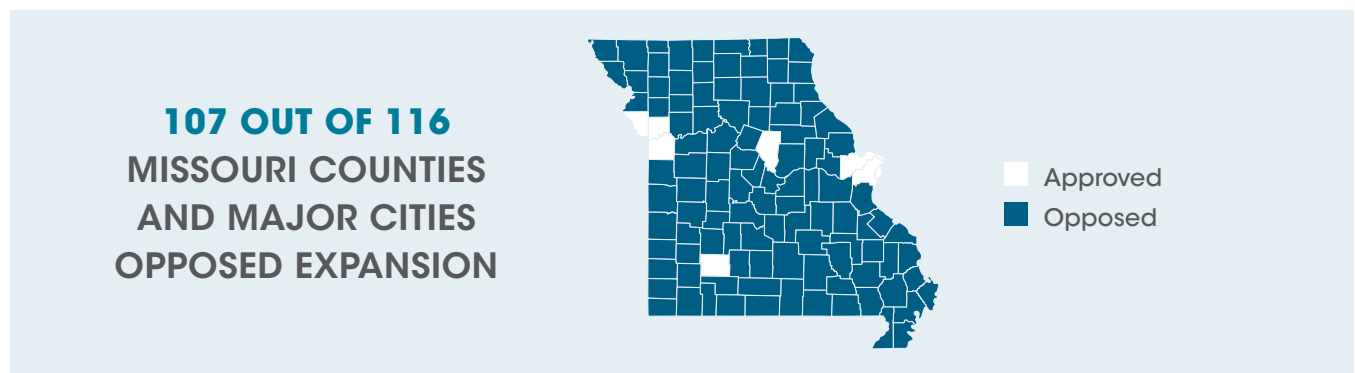 107 OUT OF 116
MISSOURI COUNTIES
AND MAJOR CITIES
OPPOSED EXPANSION
Approved
Opposed